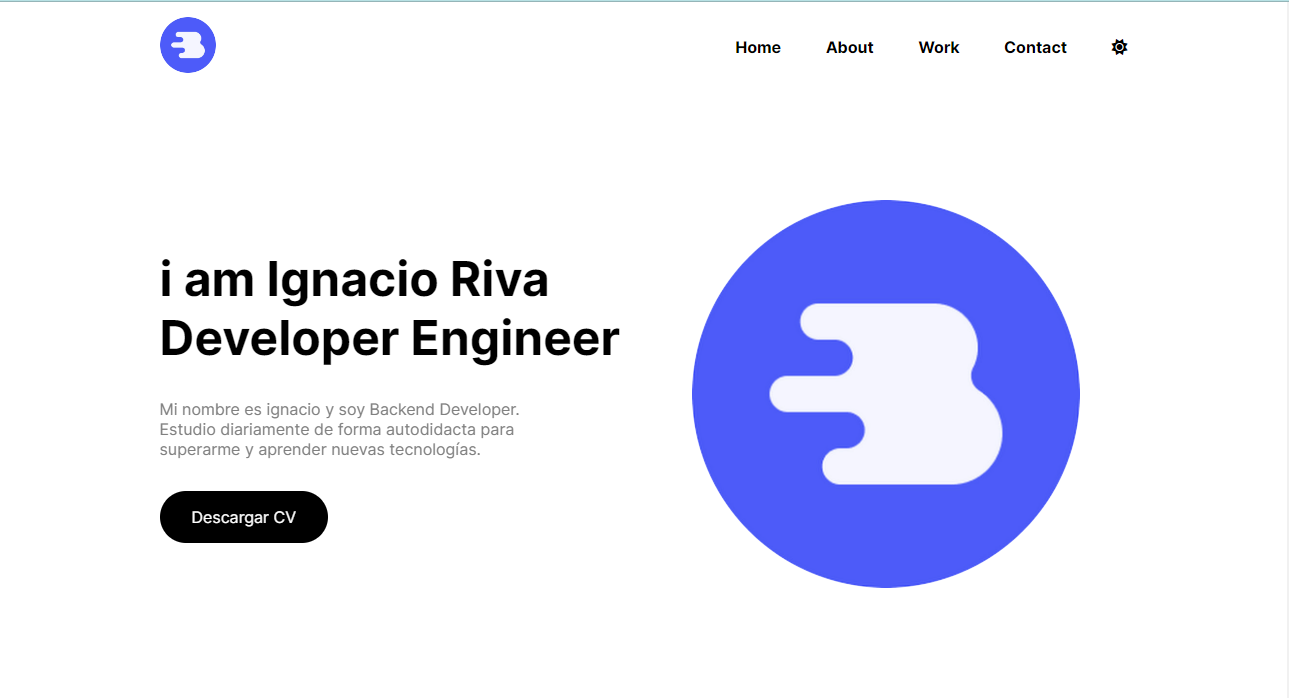 Home About Work Contact
i am Ignacio Riva
Developer Engineer
Mi nombre es ignacio y soy Backend Developer.
Estudio diariamente de forma autodidacta para
superarme y aprender nuevas tecnologías.
Descargar CV